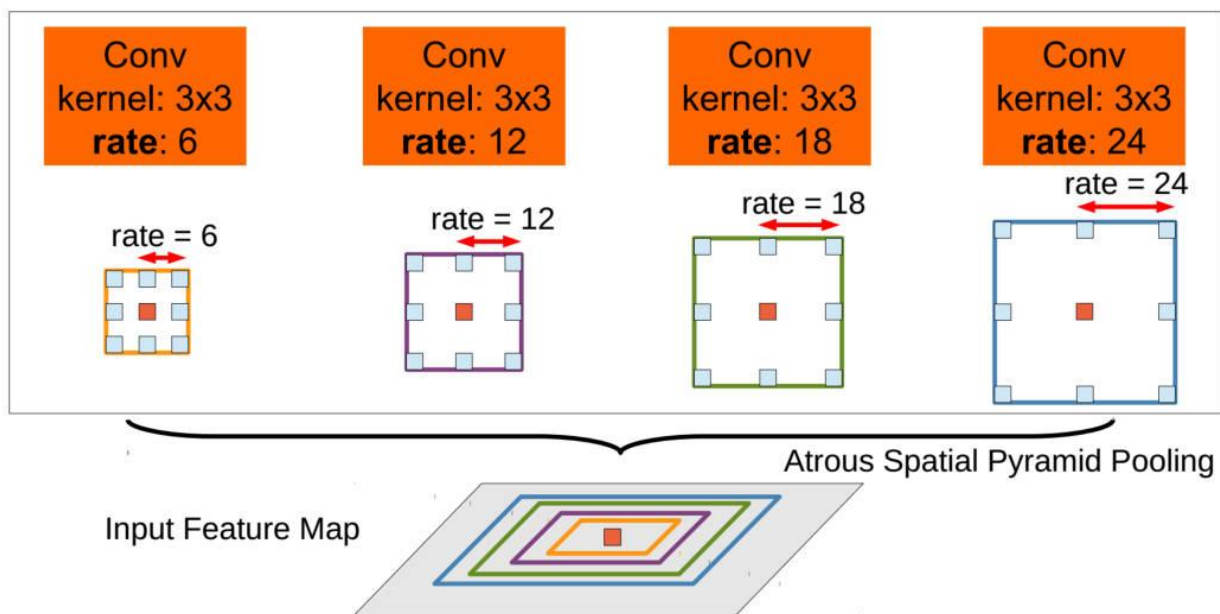 Conv
kernel: 3x3
rate: 6
Conv
kernel: 3x3
rate: 12
Conv
kernel: 3x3
rate: 18
Conv
kernel: 3x3
rate: 24
rate = 6
rate = 12
rate = 18
rate = 24
Atrous Spatial Pyramid Pooling
Input Feature Map